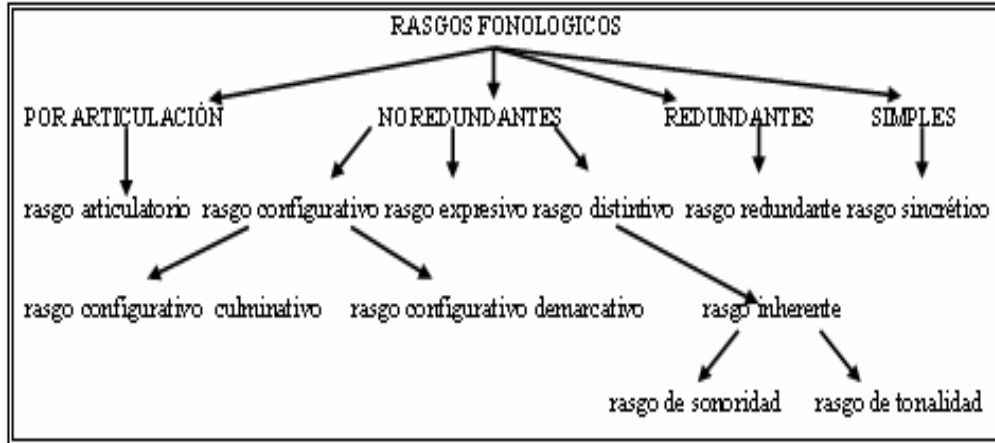 RASGOS FONOLOGICOS
POR ARTICULACIÓN NO REDUNDANTES REDUNDANTES SIMPLES
rasgo articulatorio rasgo configurativo rasgo expresivo rasgo distintivo rasgo redundante rasgo sincrético
rasgo configurativo culminativo rasgo configurativo demarcativo rasgo inherente
rasgo de sonoridad rasgo de tonalidad